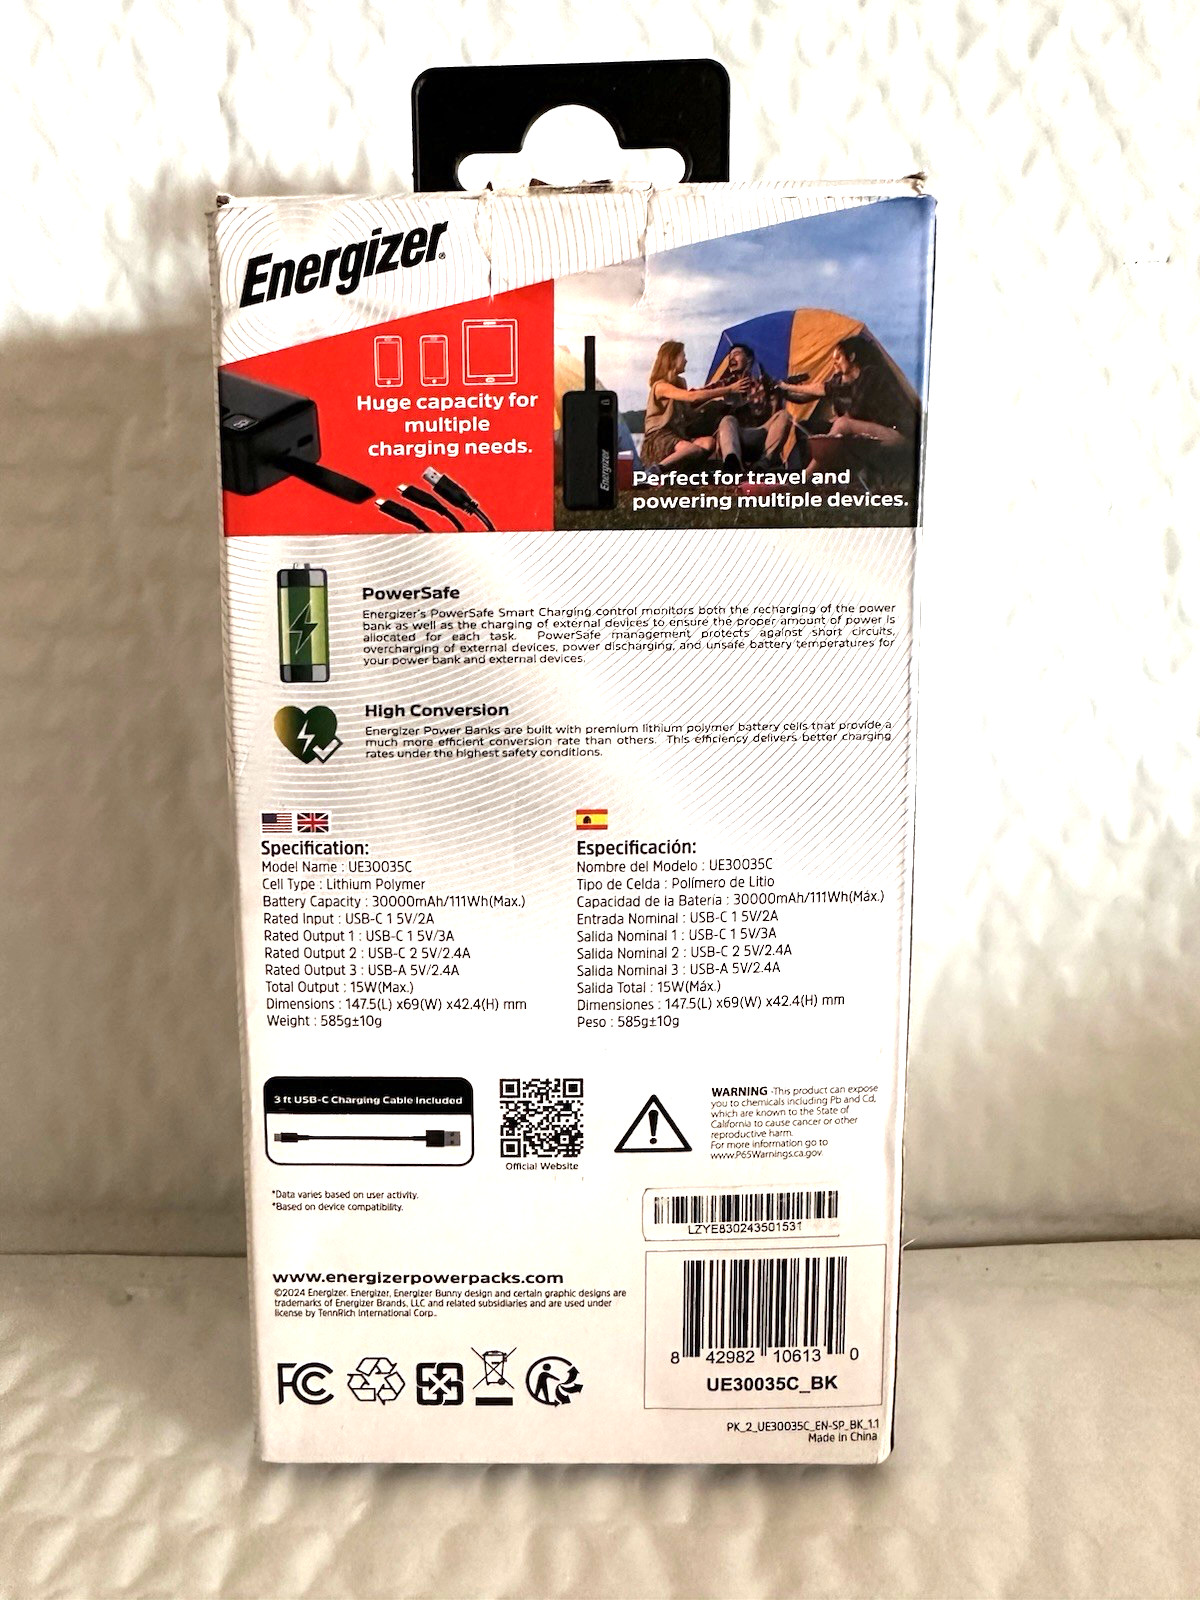 Energizer®
Huge capacity for
multiple
charging needs.
Energizer
Perfect for travel and
powering multiple devices.
PowerSafe
Energizer's PowerSafe Smart Charging control monitors both the recharging of the power
bank as well as the charging of external devices to ensure the proper amount of power is
allocated for each task. PowerSafe management protects against short circuits,
overcharging of external devices, power discharging, and unsafe battery temperatures for
your power bank and external devices.
High Conversion
Energizer Power Banks are built with premium lithium polymer battery cells that provide a
much more efficient conversion rate than others. This efficiency delivers better charging
rates under the highest safety conditions.
Specification:
Model Name : UE30035C
Cell Type : Lithium Polymer
Battery Capacity : 30000mAh/111Wh(Max.)
Rated Input : USB-C 1 5V/2A
Rated Output 1 : USB-C 1 5V/3A
Rated Output 2 : USB-C 2 5V/2.4A
Rated Output 3 : USB-A 5V/2.4A
Total Output : 15W(Max.)
Dimensions : 147.5(L) x69(W) x42.4(H) mm
Weight : 585g±10g
Especificación:
Nombre del Modelo : UE30035C
Tipo de Celda : Polímero de Litio
Capacidad de la Batería : 30000mAh/111Wh(Máx.)
Entrada Nominal : USB-C 1 5V/2A
Salida Nominal 1 : USB-C 1 5V/3A
Salida Nominal 2 : USB-C 2 5V/2.4A
Salida Nominal 3 : USB-A 5V/2.4A
Salida Total : 15W(Máx.)
Dimensiones : 147.5(L) x69(W) x42.4(H) mm
Peso : 585g±10g
3 ft USB-C Charging Cable Included
Official Website
WARNING -This product can expose
you to chemicals including Pb and Cd,
which are known to the State of
California to cause cancer or other
reproductive harm.
For more information go to
www.P65Warnings.ca.gov
*Data varies based on user activity.
*Based on device compatibility.
LZYE830243501531
www.energizerpowerpacks.com
©2024 Energizer. Energizer, Energizer Bunny design and certain graphic designs are
trademarks of Energizer Brands, LLC and related subsidiaries and are used under
license by TennRich International Corp..
8 42982 10613 0
UE30035C_BK
FC
PK_2_UE30035C_EN-SP_BK_1.1
Made in China